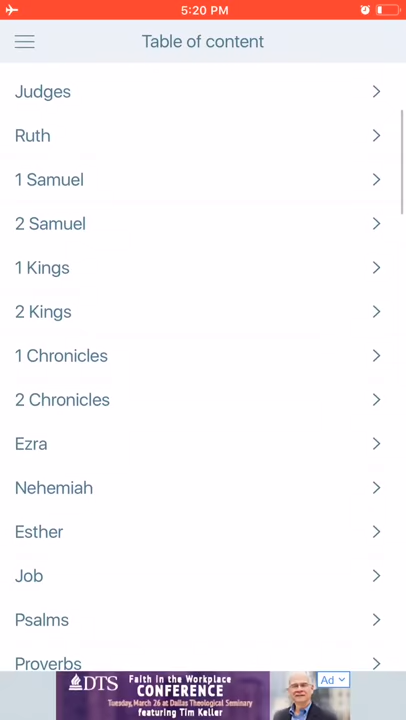 5:20 PM
Table of content
Judges
Ruth
1 Samuel
2 Samuel
1 Kings
2 Kings
1 Chronicles
2 Chronicles
Ezra
Nehemiah
Esther
Job
Psalms
Proverbs
DTS
Faith in the Workplace
CONFERENCE
Tuesday, March 26 at Dallas Theological Seminary
featuring Tim Keller
Ad